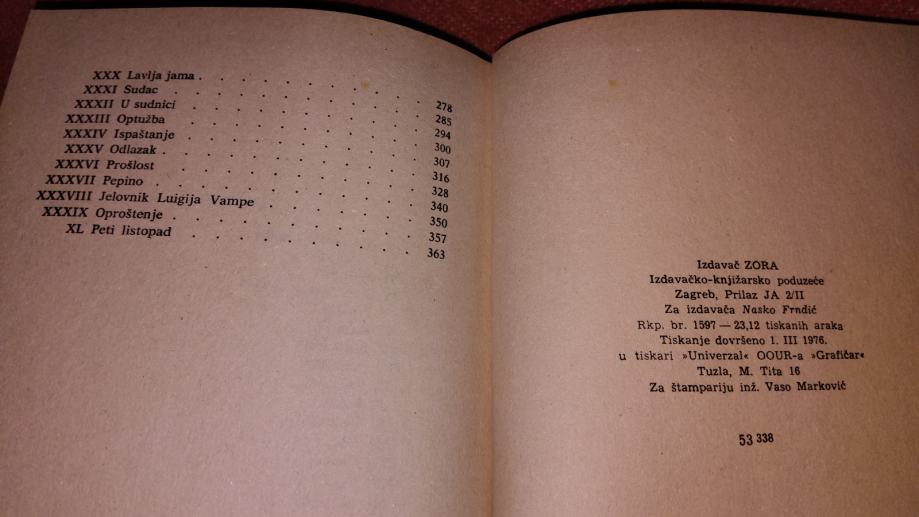 XXX Lavlja jama . . . . . . . . . 278
XXXI Sudac . . . . . . . . . 285
XXXII U sudnici . . . . . . . . . 294
XXXIII Optužba . . . . . . . . . 300
XXXIV Ispaštanje . . . . . . . . . 307
XXXV Odlazak . . . . . . . . . 316
XXXVI Prošlost . . . . . . . . . 328
XXXVII Pepino . . . . . . . . . 340
XXXVIII Jelovnik Luigija Vampe . . . . . . 350
XXXIX Oproštenje . . . . . . . . . 357
XL Peti listopad . . . . . . . . . 363
Izdavač ZORA
Izdavačko-knjižarsko poduzeće
Zagreb, Prilaz JA 2/II
Za izdavača Nasko Frndić
Rkp. br. 1597 — 23,12 tiskanih araka
Tiskanje dovršeno 1. III 1976.
u tiskari »Univerzal« OOUR-a »Grafičar«
Tuzla, M. Tita 16
Za štampariju inž. Vaso Marković
53 338